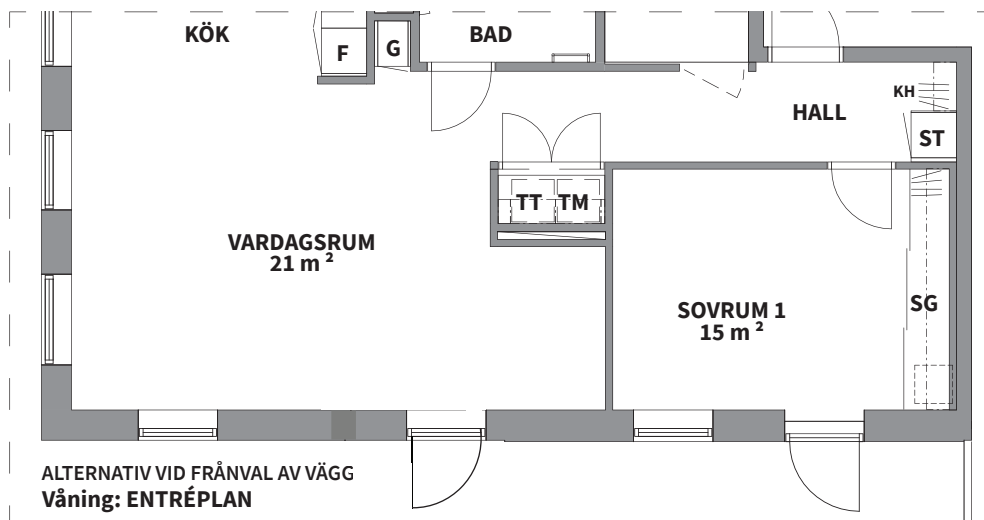 KÖK
F
G
BAD
KH
HALL
ST
TT TM
VARDAGSRUM
21 m ²
SOVRUM 1
15 m ²
SG
ALTERNATIV VID FRÅNVAL AV VÄGG
Våning: ENTRÉPLAN